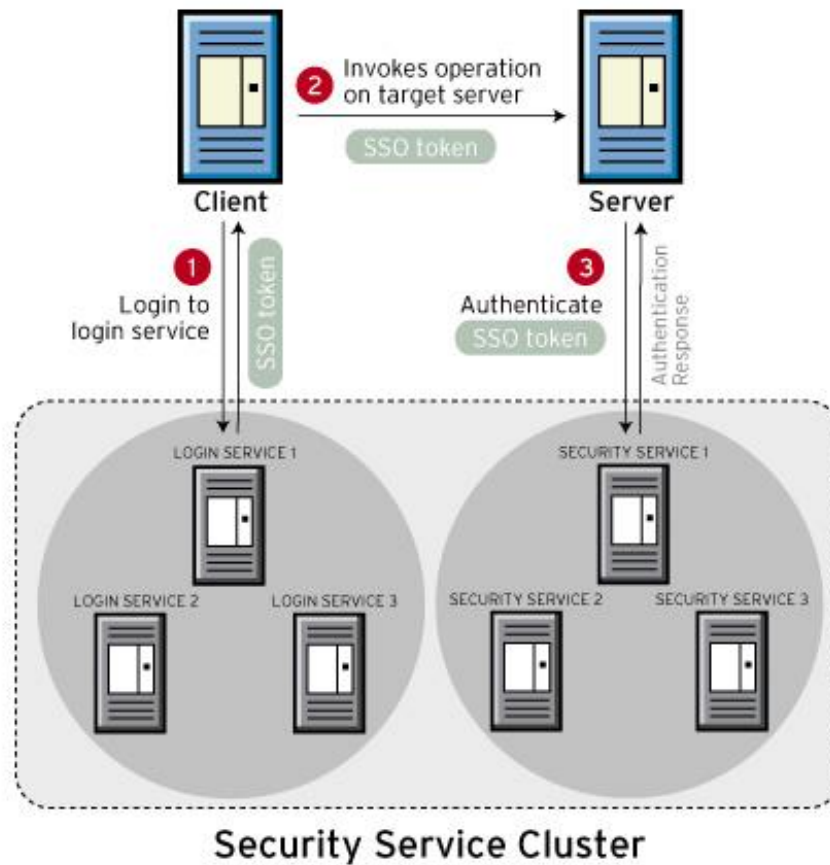 2 Invokes operation
on target server
SSO token
Client
Server
1
Login to
login service
SSO token
3
Authenticate
SSO token
Authentication
Response
LOGIN SERVICE 1
LOGIN SERVICE 2
LOGIN SERVICE 3
SECURITY SERVICE 1
SECURITY SERVICE 2
SECURITY SERVICE 3
Security Service Cluster